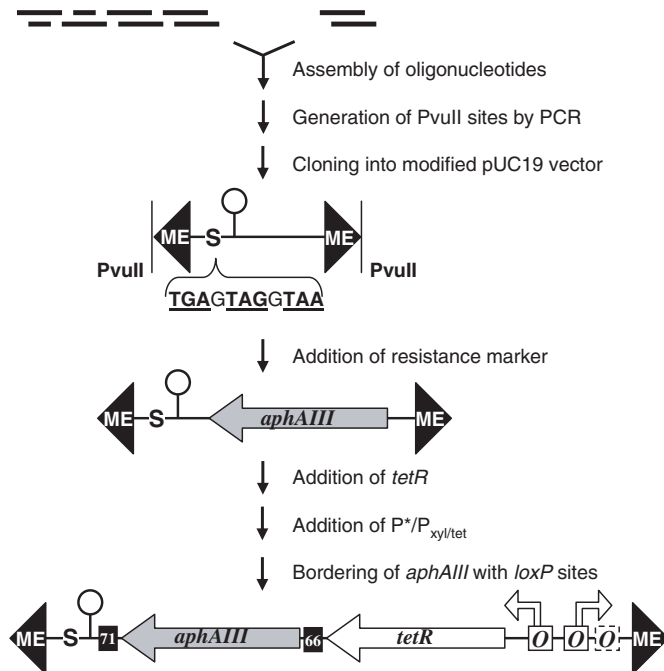 Assembly of oligonucleotides
Generation of PvuII sites by PCR
Cloning into modified pUC19 vector
ME S ME
PvuII PvuII
TGAGTAGGTAA
Addition of resistance marker
ME S aphAIII ME
Addition of tetR
Addition of P*/Pxyl/tet
Bordering of aphAIII with loxP sites
ME S 71 aphAIII 66 tetR O O O ME